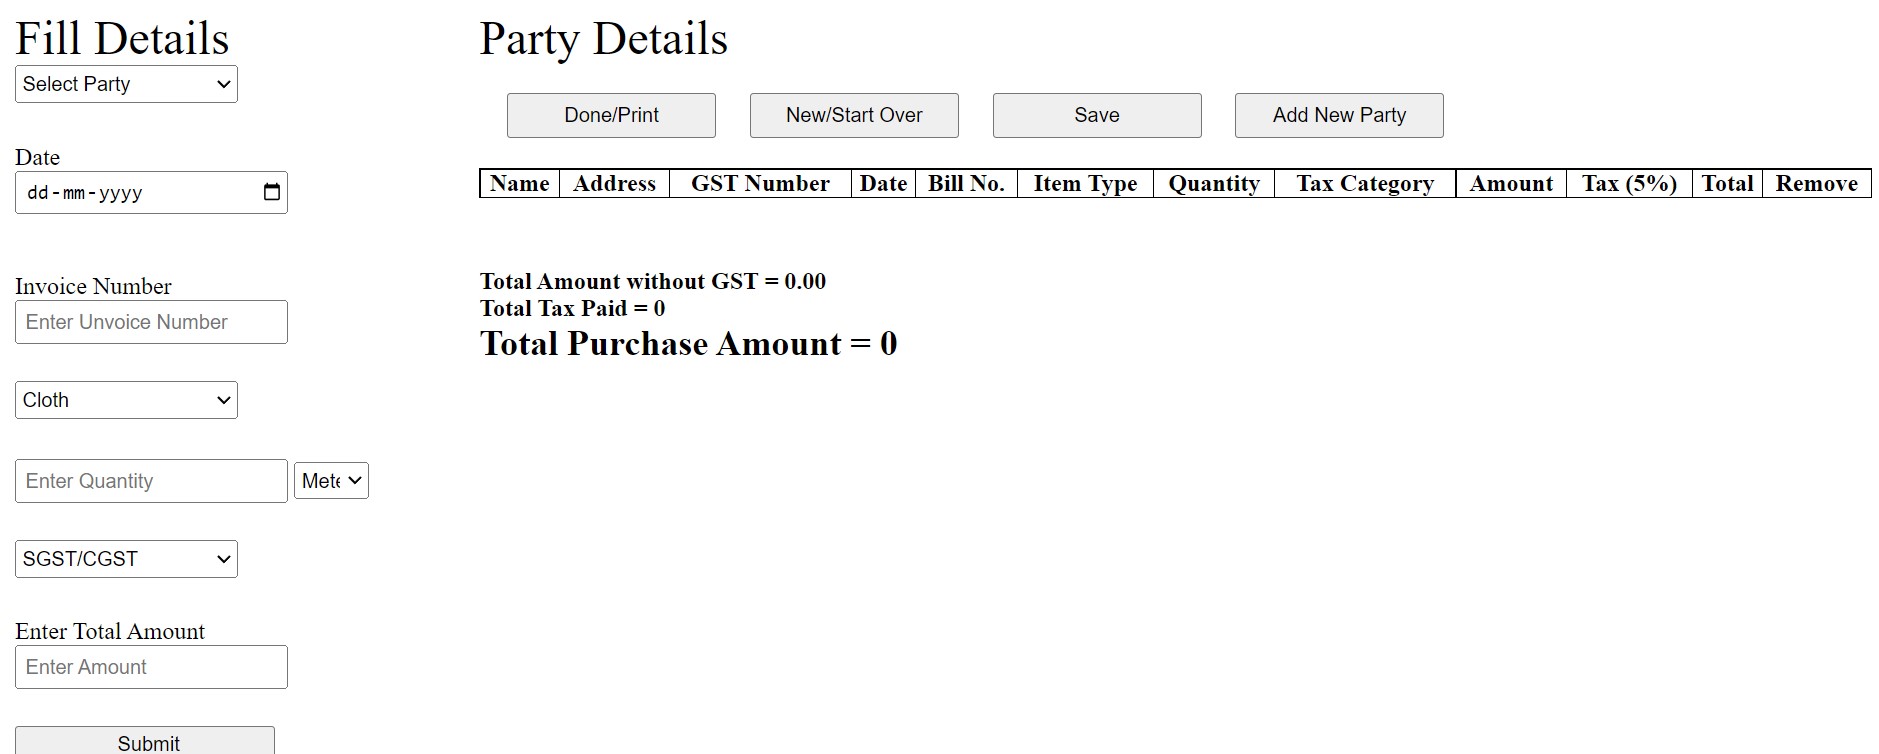 Fill Details
Select Party
Date
dd-mm-yyyy
Invoice Number
Enter Unvoice Number
Cloth
Enter Quantity Mete
SGST/CGST
Enter Total Amount
Enter Amount
Submit
Party Details
Done/Print New/Start Over Save Add New Party
Name Address GST Number Date Bill No. Item Type Quantity Tax Category Amount Tax (5%) Total Remove
Total Amount without GST = 0.00
Total Tax Paid = 0
Total Purchase Amount = 0